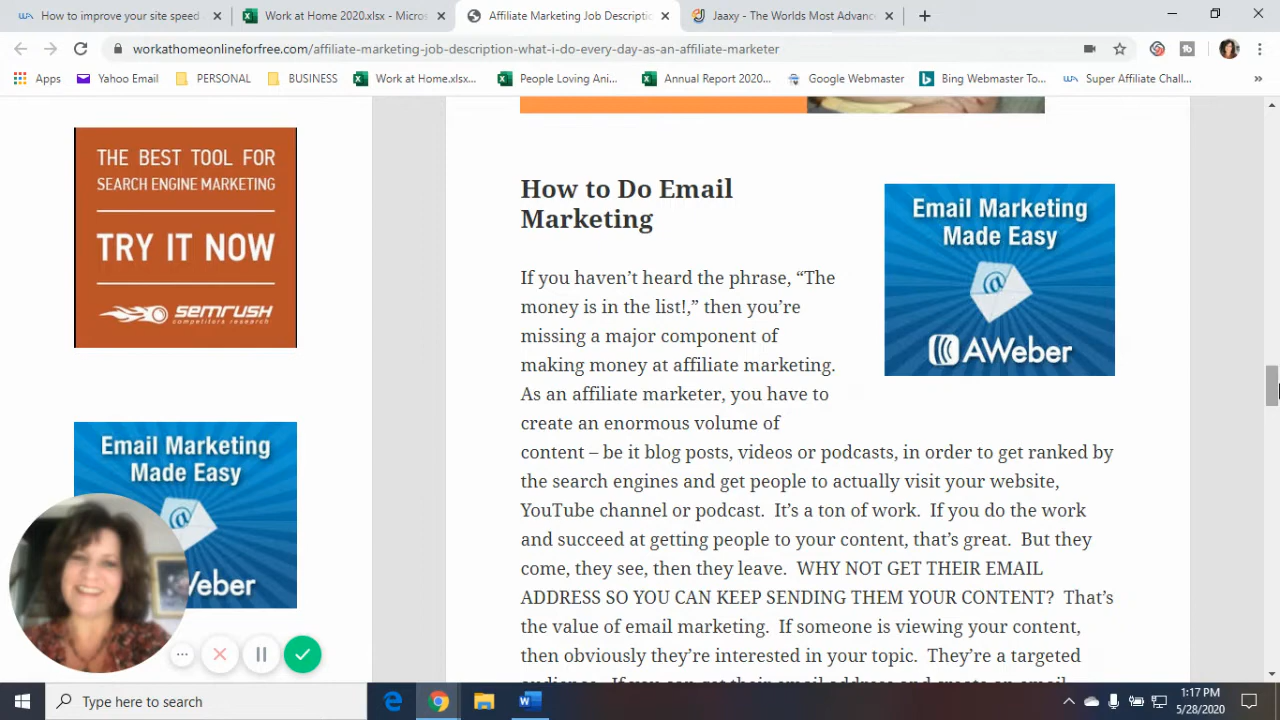 How to improve your site speed
Work at Home 2020.xlsx - Micros
Affiliate Marketing Job Descripti
Jaaxy - The Worlds Most Advanc
workathomeonlineforfree.com/affiliate-marketing-job-description-what-i-do-every-day-as-an-affiliate-marketer
Apps
Yahoo Email
PERSONAL
BUSINESS
Work at Home.xlsx...
People Loving Ani...
Annual Report 2020...
Google Webmaster
Bing Webmaster To...
Super Affiliate Chall...
THE BEST TOOL FOR
SEARCH ENGINE MARKETING
TRY IT NOW
SEMRUSH
competitors research
Email Marketing
Made Easy
Weber
How to Do Email
Marketing
Email Marketing
Made Easy
AWeber
If you haven’t heard the phrase, “The
money is in the list!,” then you’re
missing a major component of
making money at affiliate marketing.
As an affiliate marketer, you have to
create an enormous volume of
content – be it blog posts, videos or podcasts, in order to get ranked by
the search engines and get people to actually visit your website,
YouTube channel or podcast.  It’s a ton of work.  If you do the work
and succeed at getting people to your content, that’s great.  But they
come, they see, then they leave.  WHY NOT GET THEIR EMAIL
ADDRESS SO YOU CAN KEEP SENDING THEM YOUR CONTENT?  That’s
the value of email marketing.  If someone is viewing your content,
then obviously they’re interested in your topic.  They’re a targeted
Type here to search
1:17 PM
5/28/2020